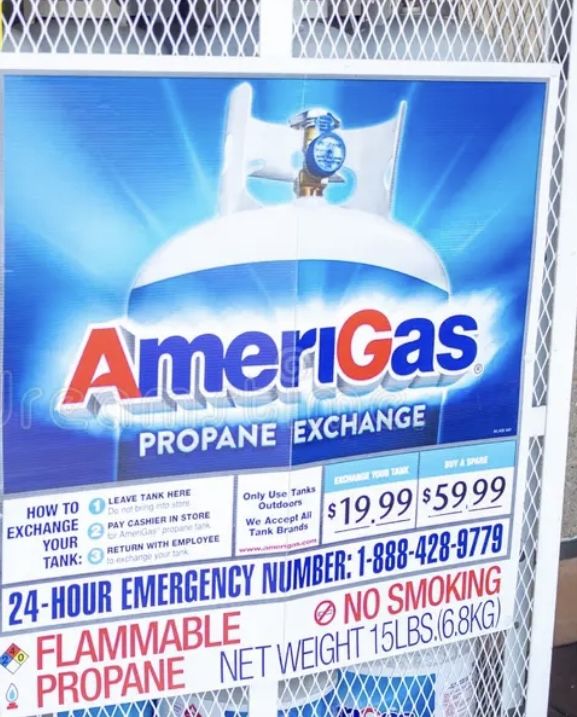 AmeriGas®
PROPANE EXCHANGE
HOW TO
EXCHANGE
YOUR
TANK:
1 LEAVE TANK HERE
Do not bring into store.
2 PAY CASHIER IN STORE
for AmeriGas® propane tank.
3 RETURN WITH EMPLOYEE
to exchange your tank.
Only Use Tanks
Outdoors
We Accept All
Tank Brands
www.amerigas.com
EXCHANGE YOUR TANK
$19.99
BUY A SPARE
$59.99
24-HOUR EMERGENCY NUMBER: 1-888-428-9779
FLAMMABLE
PROPANE
NO SMOKING
NET WEIGHT 15LBS.(6.8KG)